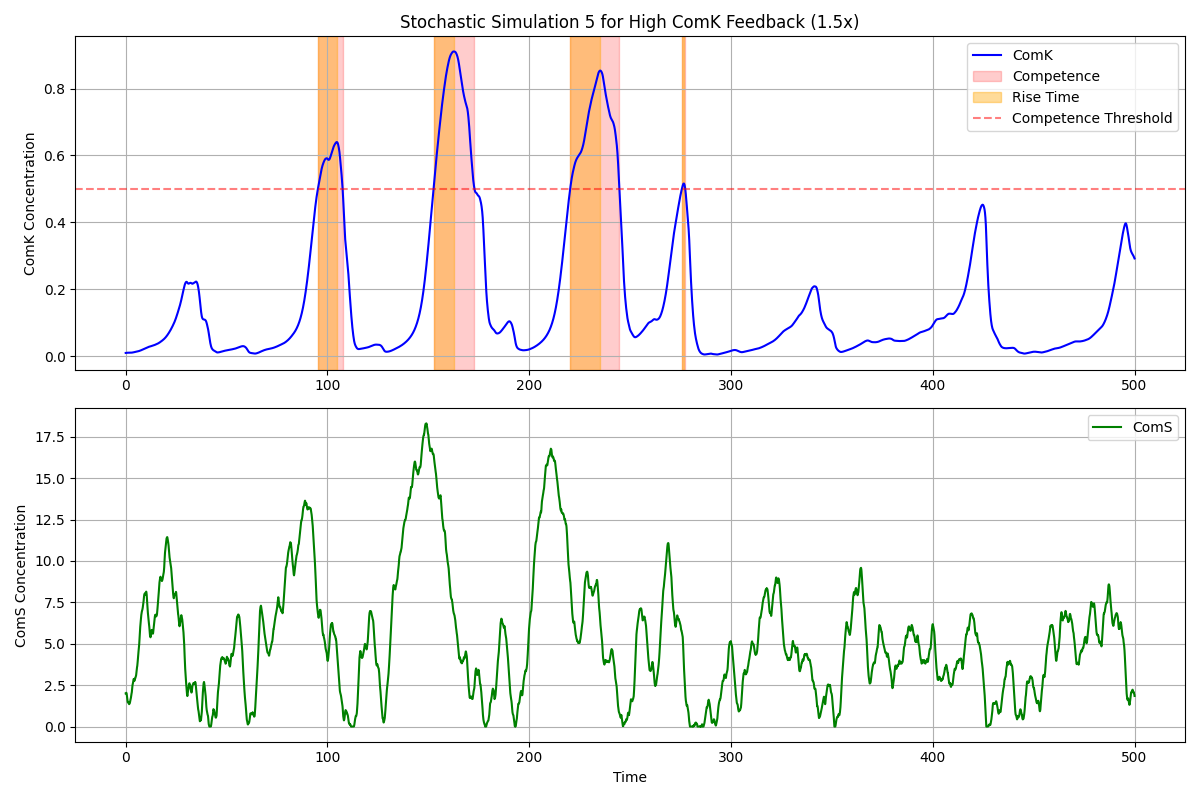 Stochastic Simulation 5 for High ComK Feedback (1.5x)
ComK Concentration
0.8
0.6
0.4
0.2
0.0
ComK
Competence
Rise Time
Competence Threshold
0 100 200 300 400 500
ComS Concentration
17.5
15.0
12.5
10.0
7.5
5.0
2.5
0.0
ComS
0 100 200 300 400 500
Time